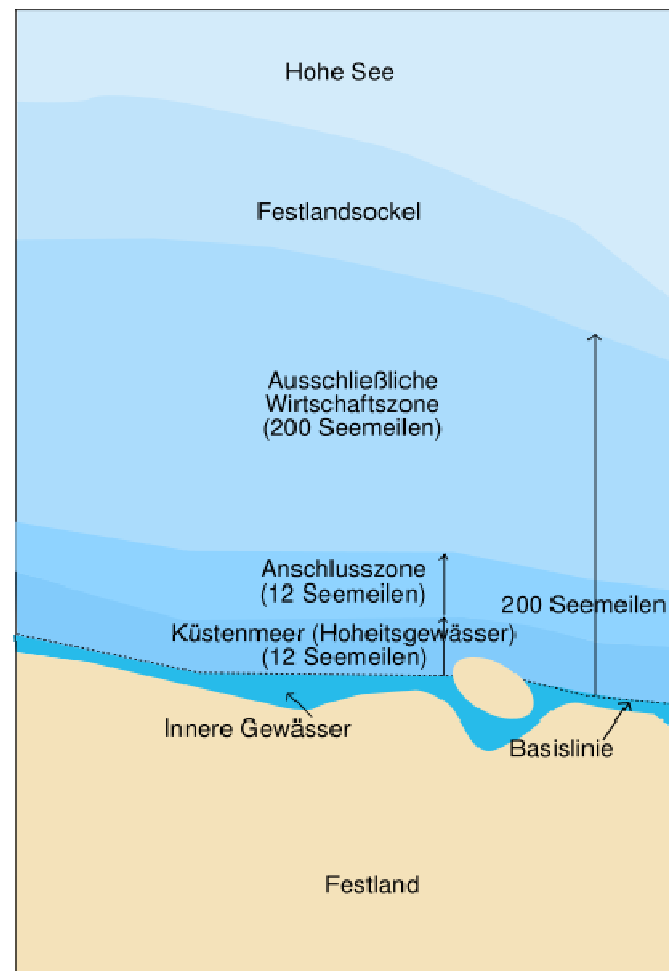 Hohe See
Festlandsockel
Ausschließliche
Wirtschaftszone
(200 Seemeilen)
Anschlusszone
(12 Seemeilen)
200 Seemeilen
Küstenmeer (Hoheitsgewässer)
(12 Seemeilen)
Innere Gewässer
Basislinie
Festland